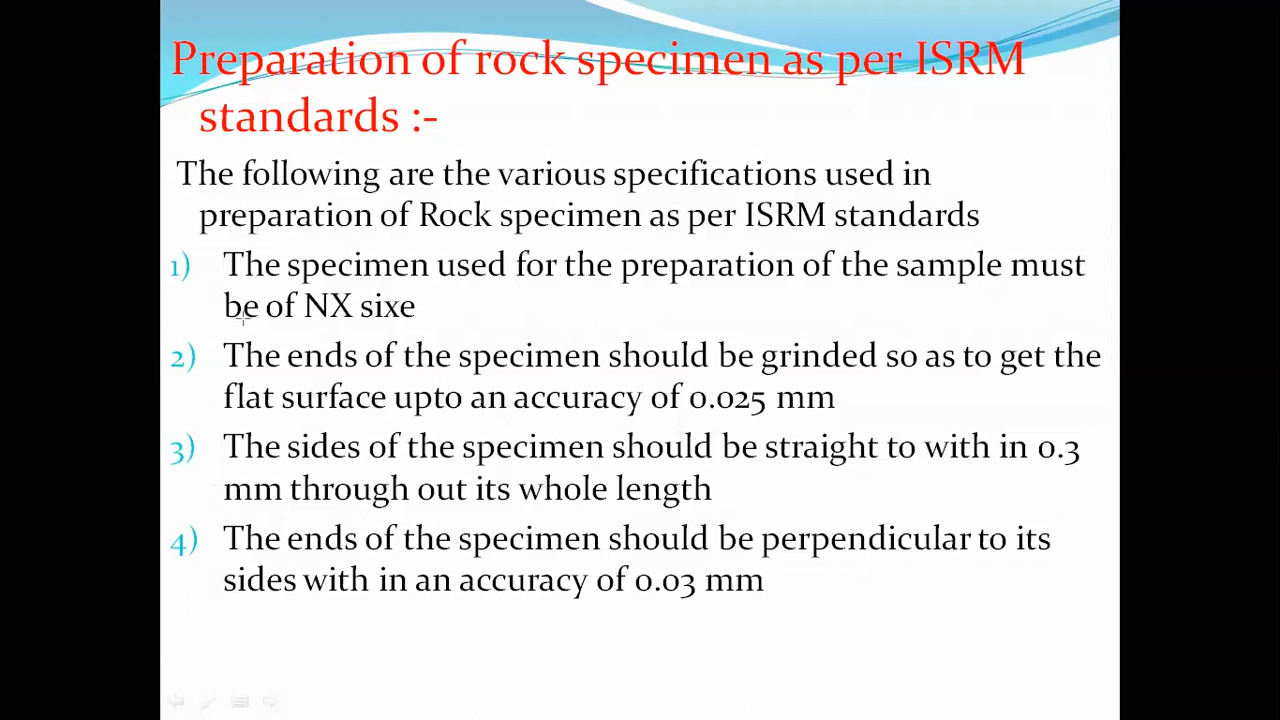 Preparation of rock specimen as per ISRM
standards :-
The following are the various specifications used in
preparation of Rock specimen as per ISRM standards
1) The specimen used for the preparation of the sample must
be of NX sixe
2) The ends of the specimen should be grinded so as to get the
flat surface upto an accuracy of 0.025 mm
3) The sides of the specimen should be straight to with in 0.3
mm through out its whole length
4) The ends of the specimen should be perpendicular to its
sides with in an accuracy of 0.03 mm